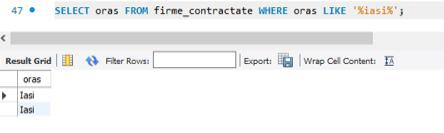 47 SELECT oras FROM firme_contractate WHERE oras LIKE '%iasi%';
Result Grid Filter Rows: Export: Wrap Cell Content: IA
oras
Iasi
Iasi